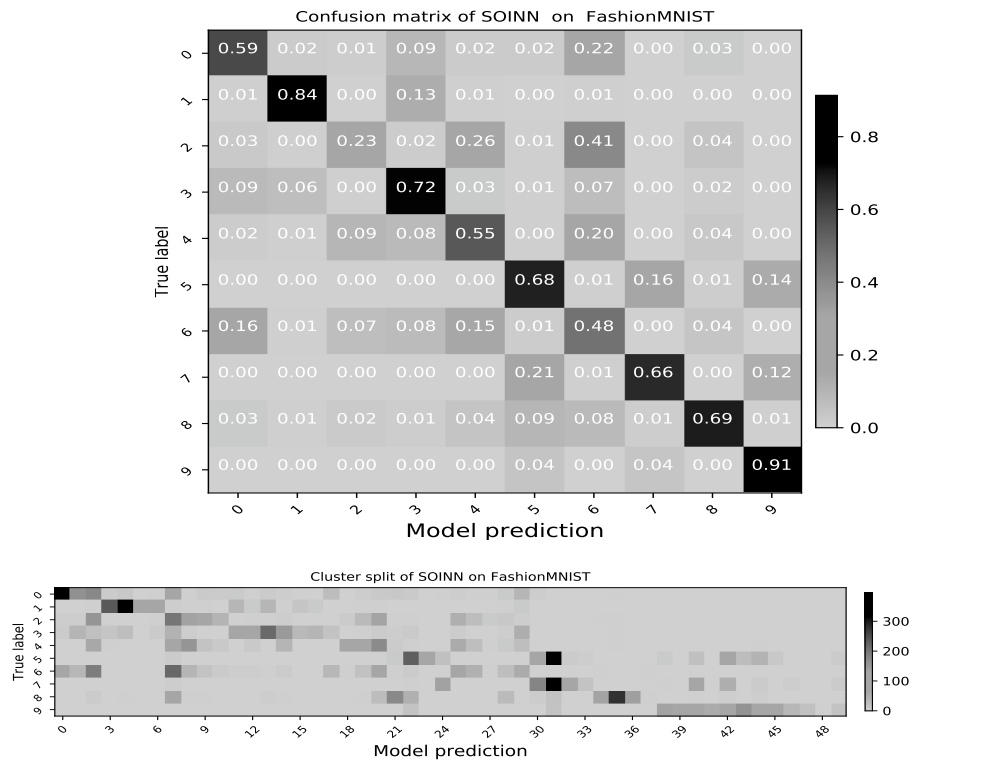 Confusion matrix of SOINN on FashionMNIST
0 0.59 0.02 0.01 0.09 0.02 0.02 0.22 0.00 0.03 0.00
1 0.01 0.84 0.00 0.13 0.01 0.00 0.01 0.00 0.00 0.00
2 0.03 0.00 0.23 0.02 0.26 0.01 0.41 0.00 0.04 0.00
3 0.09 0.06 0.00 0.72 0.03 0.01 0.07 0.00 0.02 0.00
4 0.02 0.01 0.09 0.08 0.55 0.00 0.20 0.00 0.04 0.00
5 0.00 0.00 0.00 0.00 0.00 0.68 0.01 0.16 0.01 0.14
6 0.16 0.01 0.07 0.08 0.15 0.01 0.48 0.00 0.04 0.00
7 0.00 0.00 0.00 0.00 0.00 0.21 0.01 0.66 0.00 0.12
8 0.03 0.01 0.02 0.01 0.04 0.09 0.08 0.01 0.69 0.01
9 0.00 0.00 0.00 0.00 0.00 0.04 0.00 0.04 0.00 0.91
True label
0 1 2 3 4 5 6 7 8 9
Model prediction
0.8
0.6
0.4
0.2
0.0
Cluster split of SOINN on FashionMNIST
True label
0
1
2
3
4
5
6
7
8
9
0 3 6 9 12 15 18 21 24 27 30 33 36 39 42 45 48
Model prediction
300
200
100
0